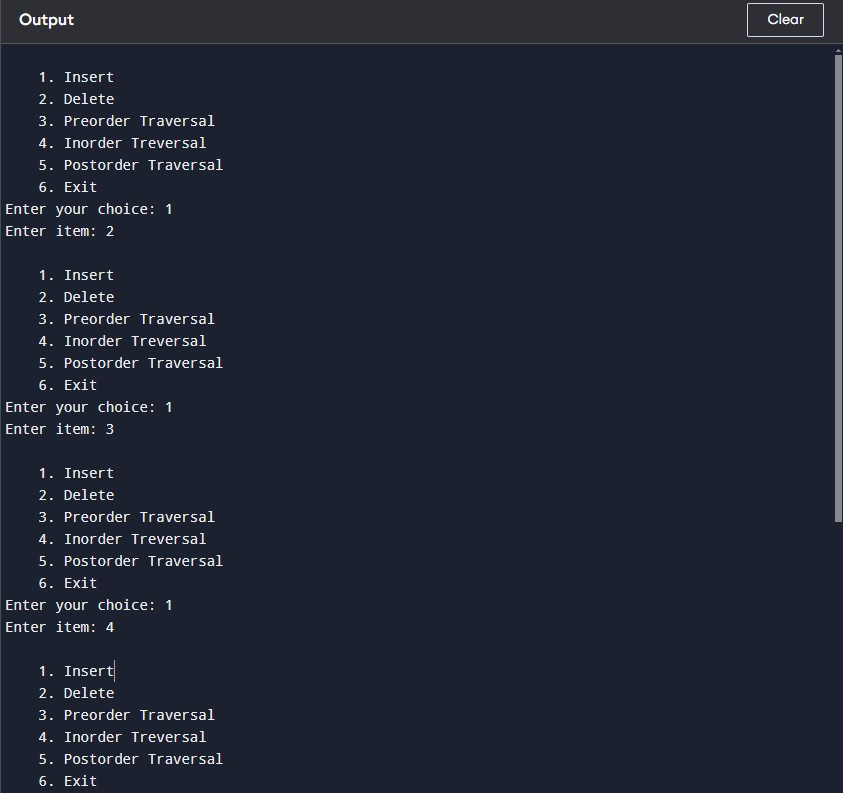 Output
Clear
1. Insert
2. Delete
3. Preorder Traversal
4. Inorder Treversal
5. Postorder Traversal
6. Exit
Enter your choice: 1
Enter item: 2
1. Insert
2. Delete
3. Preorder Traversal
4. Inorder Treversal
5. Postorder Traversal
6. Exit
Enter your choice: 1
Enter item: 3
1. Insert
2. Delete
3. Preorder Traversal
4. Inorder Treversal
5. Postorder Traversal
6. Exit
Enter your choice: 1
Enter item: 4
1. Insert
2. Delete
3. Preorder Traversal
4. Inorder Treversal
5. Postorder Traversal
6. Exit